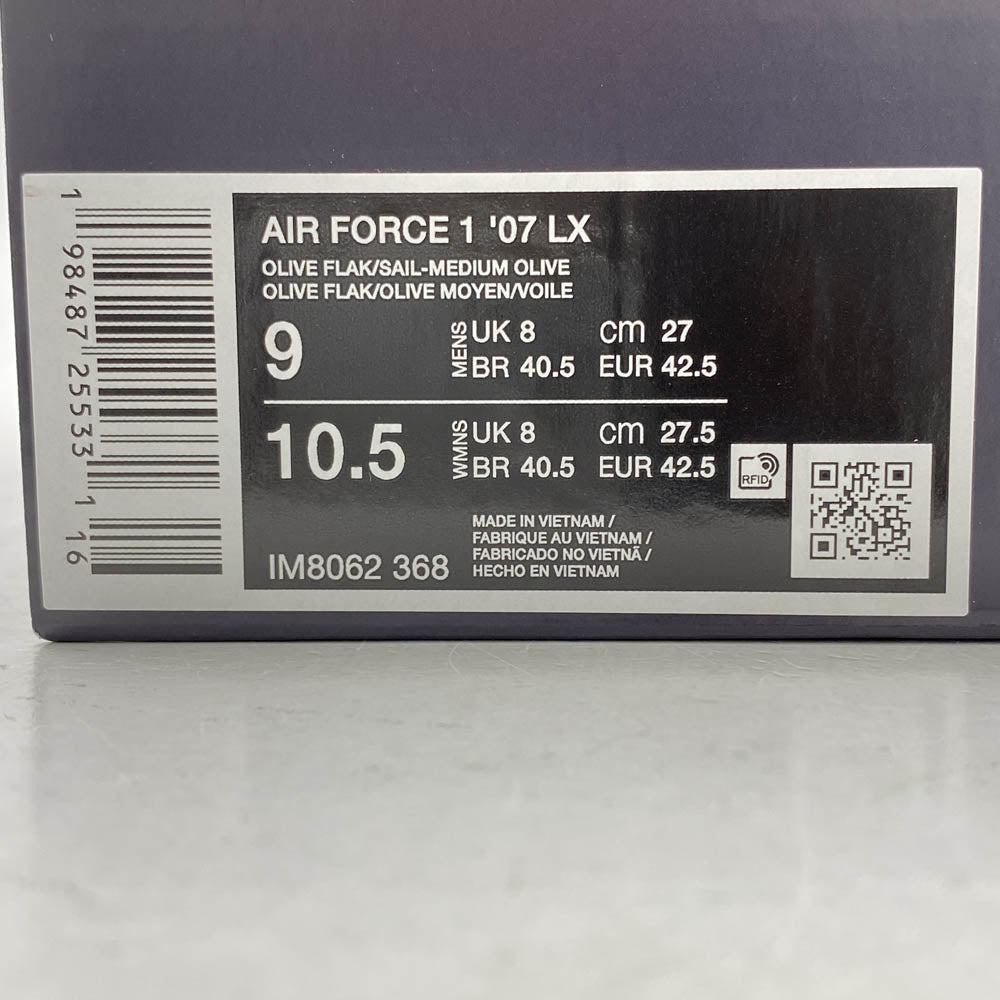 AIR FORCE 1 '07 LX
OLIVE FLAK/SAIL-MEDIUM OLIVE
OLIVE FLAK/OLIVE MOYEN/VOILE
9 MENS UK 8 cm 27
BR 40.5 EUR 42.5
10.5 WMNS UK 8 cm 27.5
BR 40.5 EUR 42.5
RFID
MADE IN VIETNAM /
FABRIQUE AU VIETNAM /
FABRICADO NO VIETNÃ /
HECHO EN VIETNAM
IM8062 368
1 98487 25533 1 16